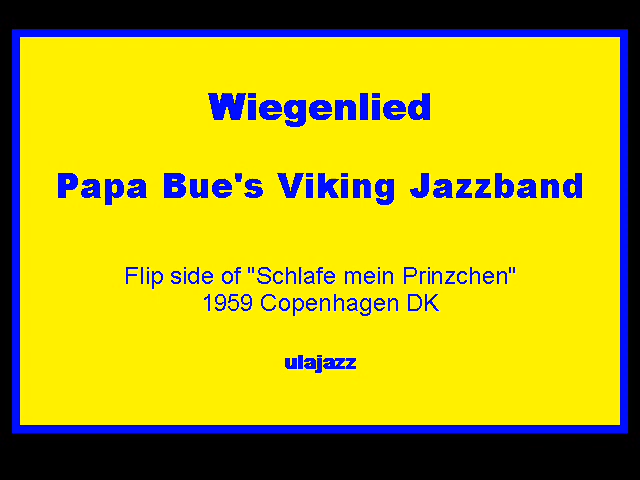 Wiegenlied
Papa Bue's Viking Jazzband
Flip side of "Schlafe mein Prinzchen"
1959 Copenhagen DK
ulajazz